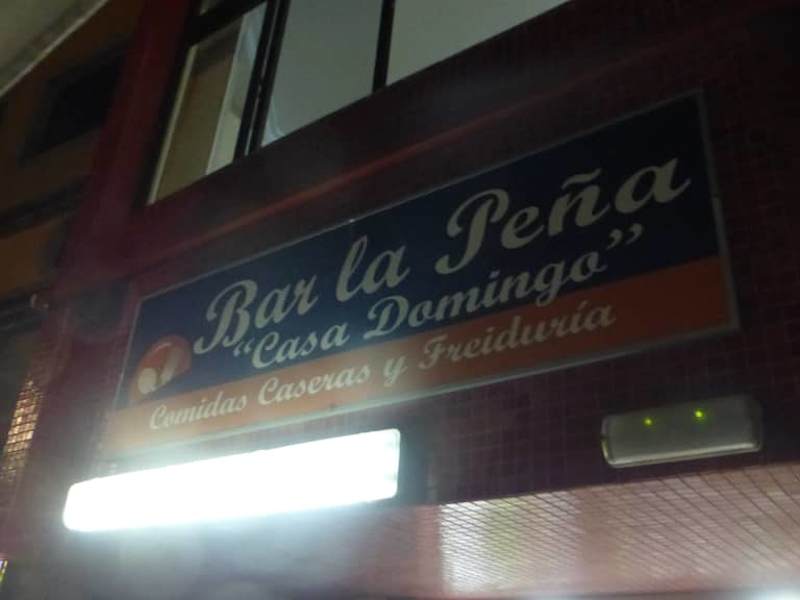 Bar la Peña
“Casa Domingo”
Comidas Caseras y Freiduría